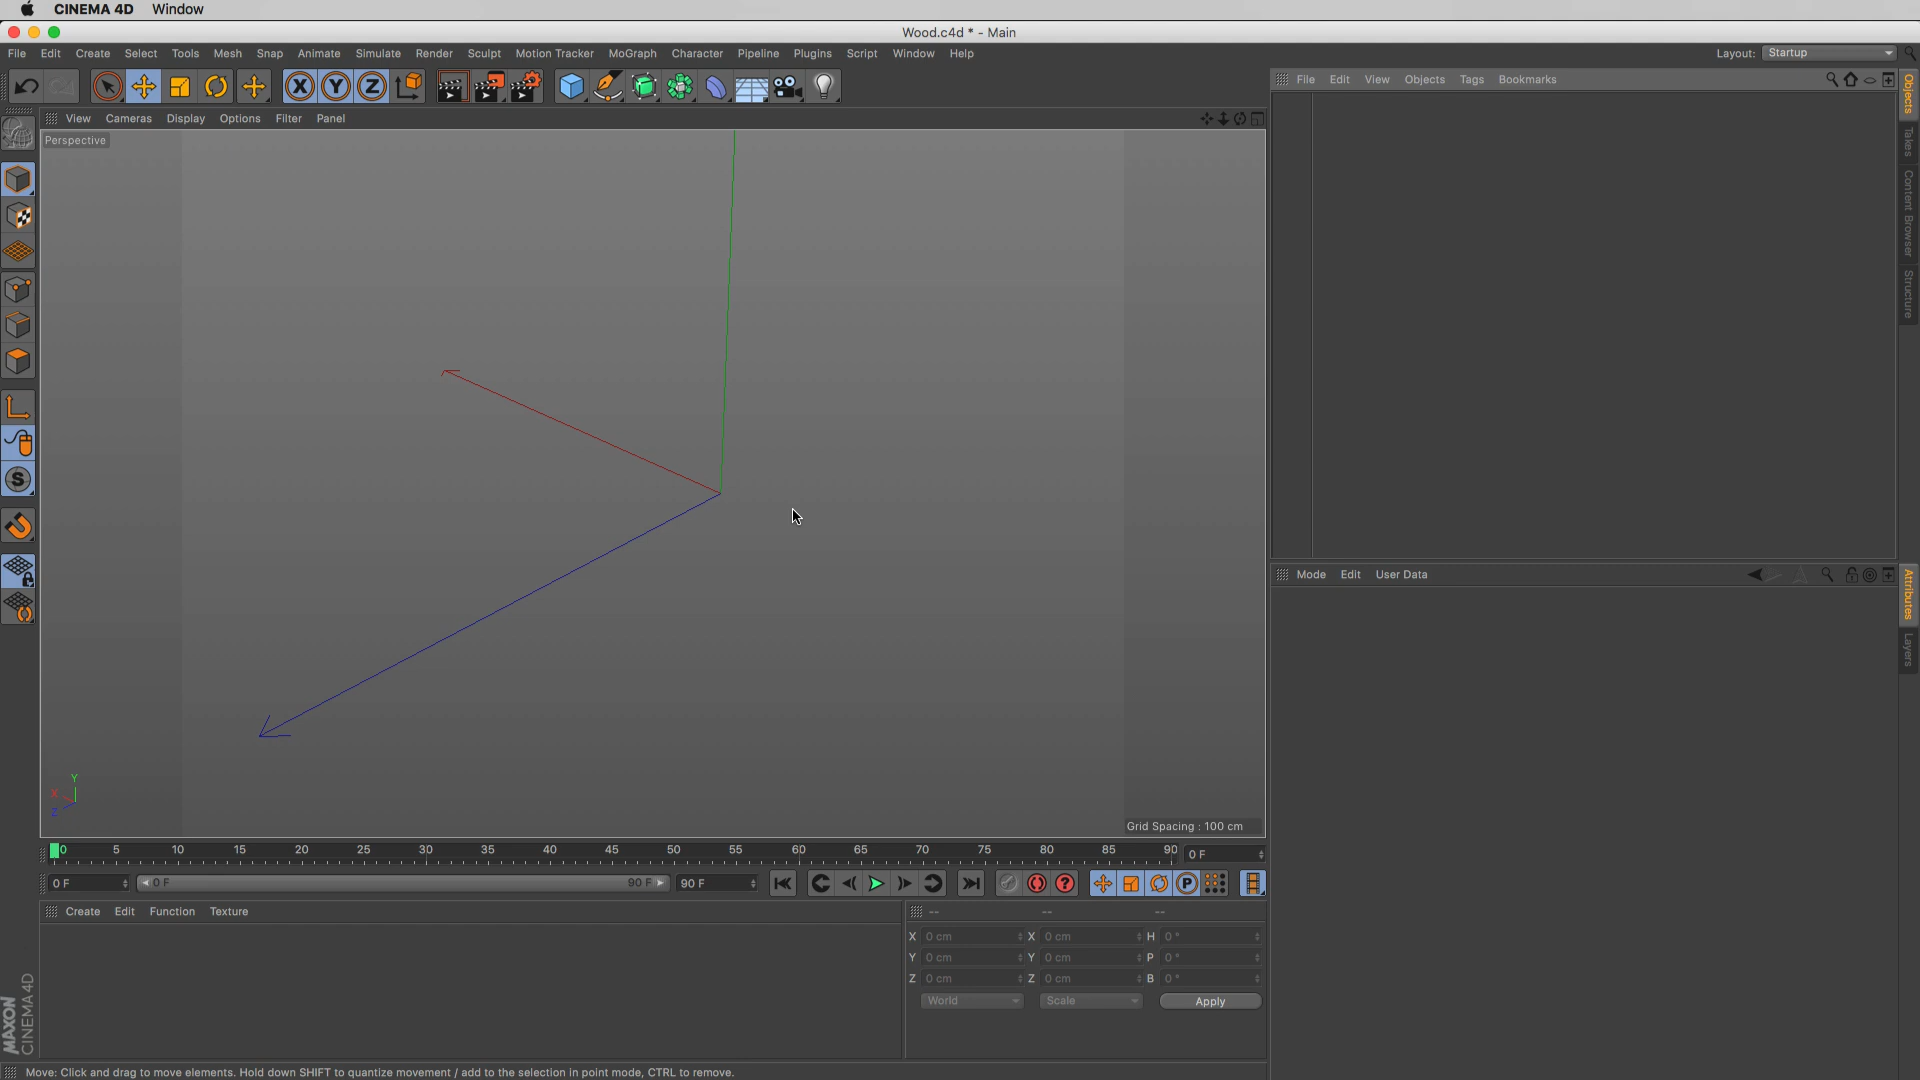 CINEMA 4D Window
Wood.c4d * - Main
File Edit Create Select Tools Mesh Snap Animate Simulate Render Sculpt Motion Tracker MoGraph Character Pipeline Plugins Script Window Help Layout: Startup
X Y Z
File Edit View Objects Tags Bookmarks
View Cameras Display Options Filter Panel
Perspective
Objects
Takes
Content Browser
Structure
S
Mode Edit User Data
Attributes
Layers
Y
X
Z
Grid Spacing : 100 cm
0 5 10 15 20 25 30 35 40 45 50 55 60 65 70 75 80 85 90 0 F
0 F 0 F 90 F 90 F ? P
Create Edit Function Texture -- -- --
X 0 cm X 0 cm H 0 °
Y 0 cm Y 0 cm P 0 °
Z 0 cm Z 0 cm B 0 °
World Scale Apply
MAXON
CINEMA 4D
Move: Click and drag to move elements. Hold down SHIFT to quantize movement / add to the selection in point mode, CTRL to remove.